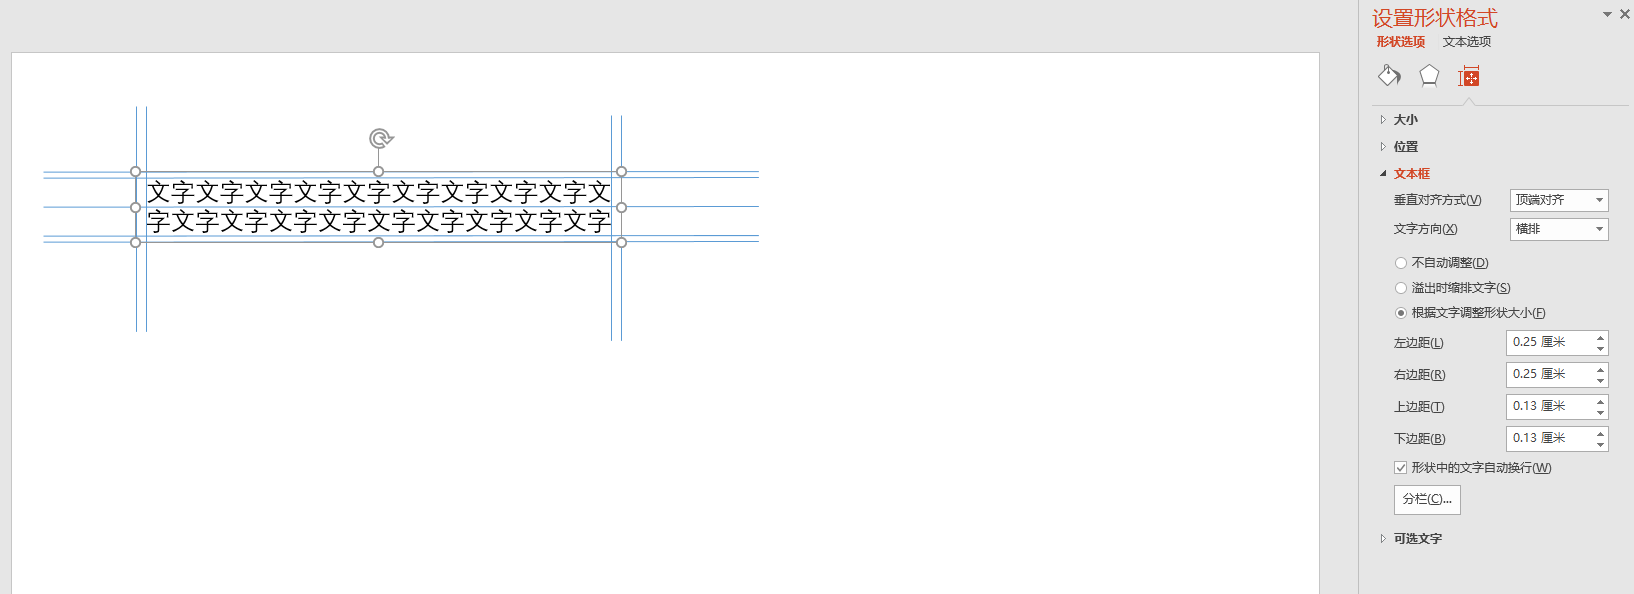 设置形状格式
形状选项 文本选项
大小
位置
文本框
垂直对齐方式(V) 顶端对齐
文字方向(X) 横排
不自动调整(D)
溢出时缩排文字(S)
根据文字调整形状大小(F)
左边距(L) 0.25 厘米
右边距(R) 0.25 厘米
上边距(T) 0.13 厘米
下边距(B) 0.13 厘米
形状中的文字自动换行(W)
分栏(C)...
可选文字
文字文字文字文字文字文字文字文字文字文
字文字文字文字文字文字文字文字文字文字